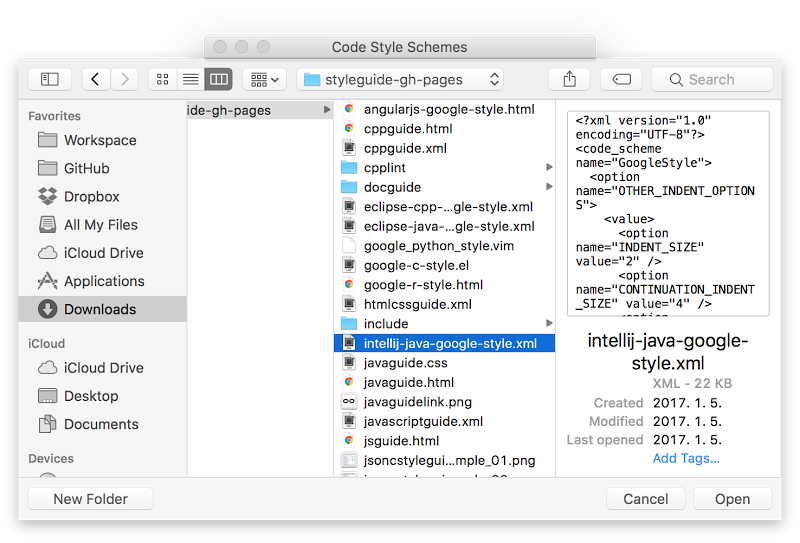 Code Style Schemes
styleguide-gh-pages
Search
Favorites
Workspace
GitHub
Dropbox
All My Files
iCloud Drive
Applications
Downloads
iCloud
iCloud Drive
Desktop
Documents
Devices
ide-gh-pages
angularjs-google-style.html
cppguide.html
cppguide.xml
cpplint
docguide
eclipse-cpp-...gle-style.xml
eclipse-java-...gle-style.xml
google_python_style.vim
google-c-style.el
google-r-style.html
htmlcssguide.xml
include
intellij-java-google-style.xml
javaguide.css
javaguide.html
javaguidelink.png
javascriptguide.xml
jsguide.html
jsoncstylegui...mple_01.png
<?xml version="1.0"
encoding="UTF-8"?>
<code_scheme
name="GoogleStyle">
<option
name="OTHER_INDENT_OPTION
S">
<value>
<option
name="INDENT_SIZE"
value="2" />
<option
name="CONTINUATION_INDENT
_SIZE" value="4" />
<option
intellij-java-google-
style.xml
XML - 22 KB
Created 2017. 1. 5.
Modified 2017. 1. 5.
Last opened 2017. 1. 5.
Add Tags...
New Folder
Cancel
Open